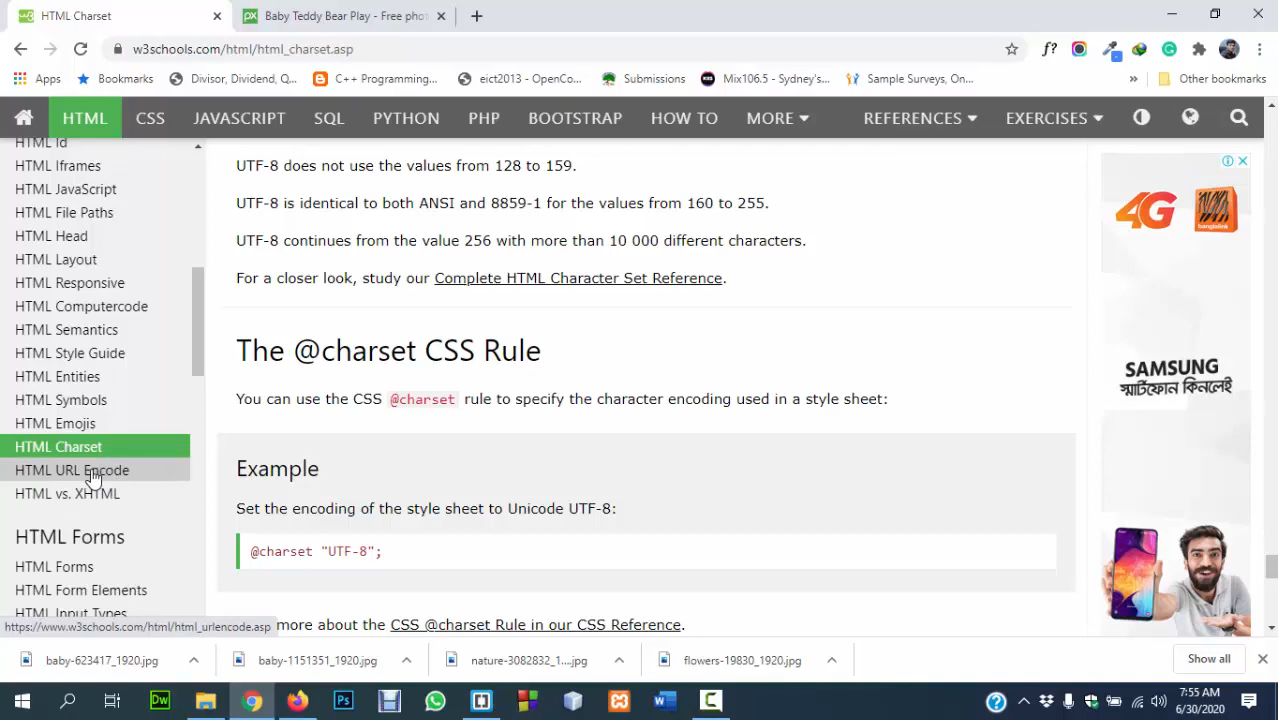 HTML Charset
Baby Teddy Bear Play - Free phot
w3schools.com/html/html_charset.asp
f?
Apps
Bookmarks
Divisor, Dividend, Q...
C++ Programming...
eict2013 - OpenCo...
Submissions
Mix106.5 - Sydney's...
Sample Surveys, On...
»
Other bookmarks
HTML
CSS
JAVASCRIPT
SQL
PYTHON
PHP
BOOTSTRAP
HOW TO
MORE
REFERENCES
EXERCISES
HTML Id
HTML Iframes
HTML JavaScript
HTML File Paths
HTML Head
HTML Layout
HTML Responsive
HTML Computercode
HTML Semantics
HTML Style Guide
HTML Entities
HTML Symbols
HTML Emojis
HTML Charset
HTML URL Encode
HTML vs. XHTML
HTML Forms
HTML Forms
HTML Form Elements
HTML Input Types
https://www.w3schools.com/html/html_urlencode.asp
UTF-8 does not use the values from 128 to 159.
UTF-8 is identical to both ANSI and 8859-1 for the values from 160 to 255.
UTF-8 continues from the value 256 with more than 10 000 different characters.
For a closer look, study our Complete HTML Character Set Reference.
The @charset CSS Rule
You can use the CSS @charset rule to specify the character encoding used in a style sheet:
Example
Set the encoding of the style sheet to Unicode UTF-8:
@charset "UTF-8";
more about the CSS @charset Rule in our CSS Reference.
4G
banglalink
SAMSUNG
স্মার্টফোন কিনলেই
baby-623417_1920.jpg
baby-1151351_1920.jpg
nature-3082832_1....jpg
flowers-19830_1920.jpg
Show all
Dw
Ps
7:55 AM
6/30/2020